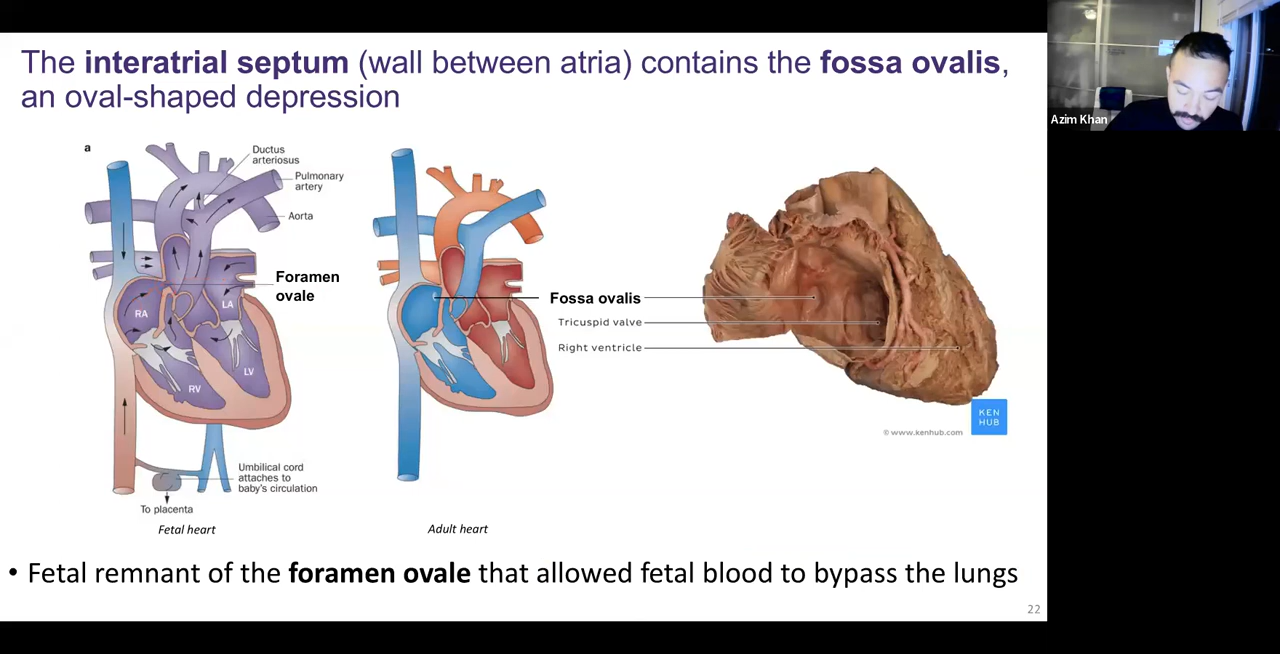 The interatrial septum (wall between atria) contains the fossa ovalis,
an oval-shaped depression
Azim Khan
a
Ductus
arteriosus
Pulmonary
artery
Aorta
Foramen
ovale
RA
LA
LV
RV
Umbilical cord
attaches to
baby's circulation
To placenta
Fetal heart
Adult heart
Fossa ovalis
Tricuspid valve
Right ventricle
KEN
HUB
© www.kenhub.com
• Fetal remnant of the foramen ovale that allowed fetal blood to bypass the lungs
22